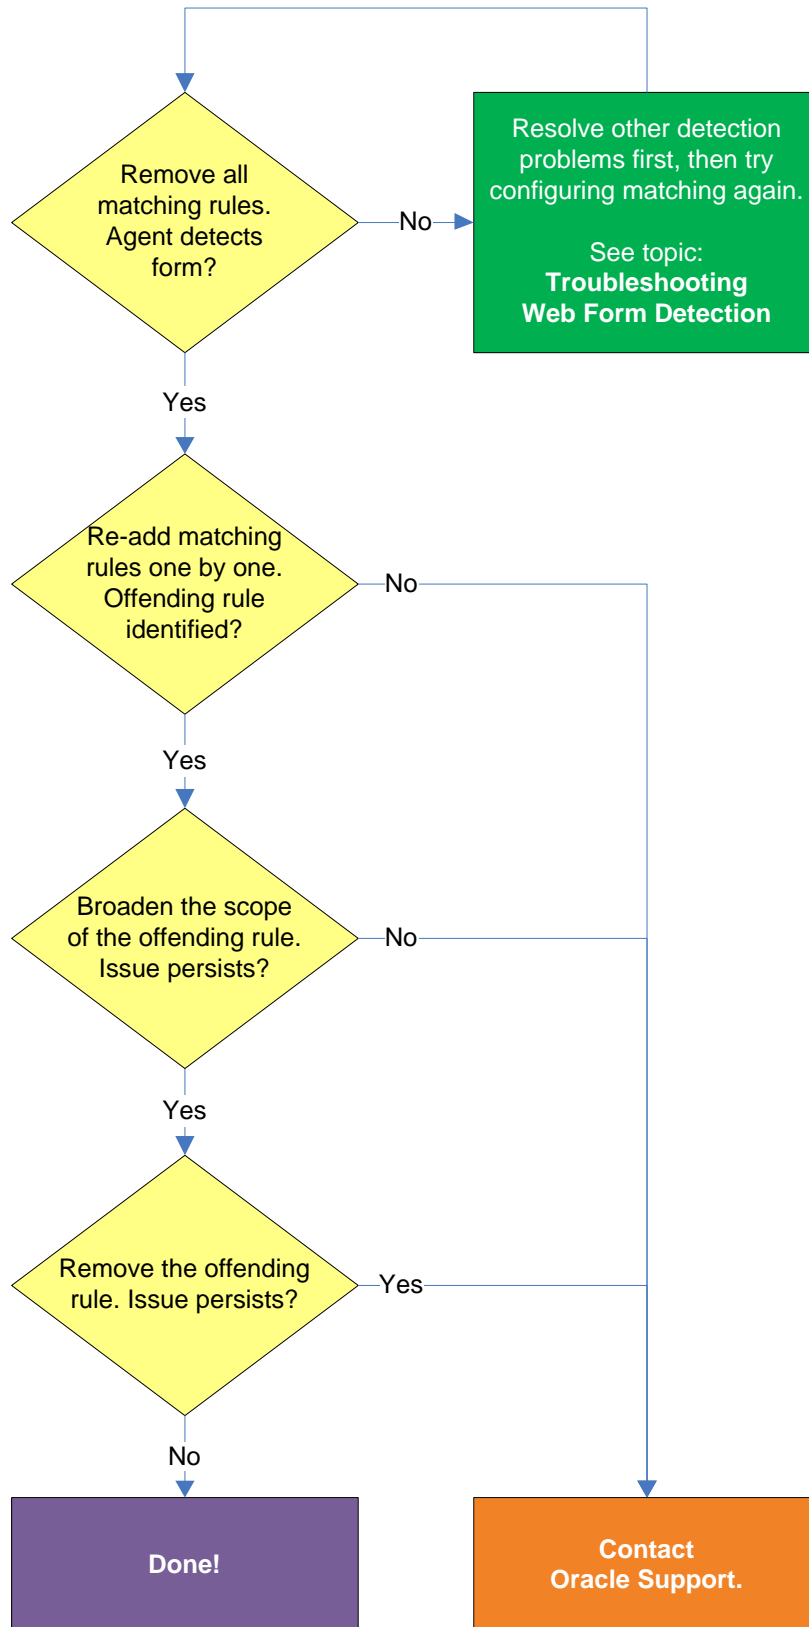 Remove all
matching rules.
Agent detects
form?
No
Resolve other detection
problems first, then try
configuring matching again.
See topic:
Troubleshooting
Web Form Detection
Yes
Re-add matching
rules one by one.
Offending rule
identified?
No
Yes
Broaden the scope
of the offending rule.
Issue persists?
No
Yes
Remove the offending
rule. Issue persists?
Yes
No
Done!
Contact
Oracle Support.